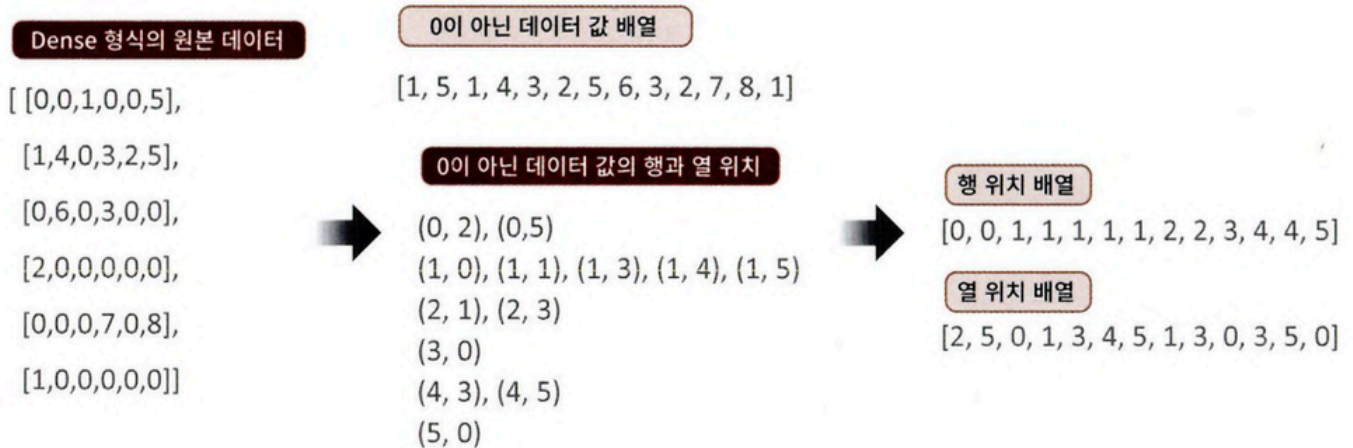 Dense 형식의 원본 데이터
[ [0,0,1,0,0,5],
[1,4,0,3,2,5],
[0,6,0,3,0,0],
[2,0,0,0,0,0],
[0,0,0,7,0,8],
[1,0,0,0,0,0]]
0이 아닌 데이터 값 배열
[1, 5, 1, 4, 3, 2, 5, 6, 3, 2, 7, 8, 1]
0이 아닌 데이터 값의 행과 열 위치
(0, 2), (0,5)
(1, 0), (1, 1), (1, 3), (1, 4), (1, 5)
(2, 1), (2, 3)
(3, 0)
(4, 3), (4, 5)
(5, 0)
행 위치 배열
[0, 0, 1, 1, 1, 1, 1, 2, 2, 3, 4, 4, 5]
열 위치 배열
[2, 5, 0, 1, 3, 4, 5, 1, 3, 0, 3, 5, 0]